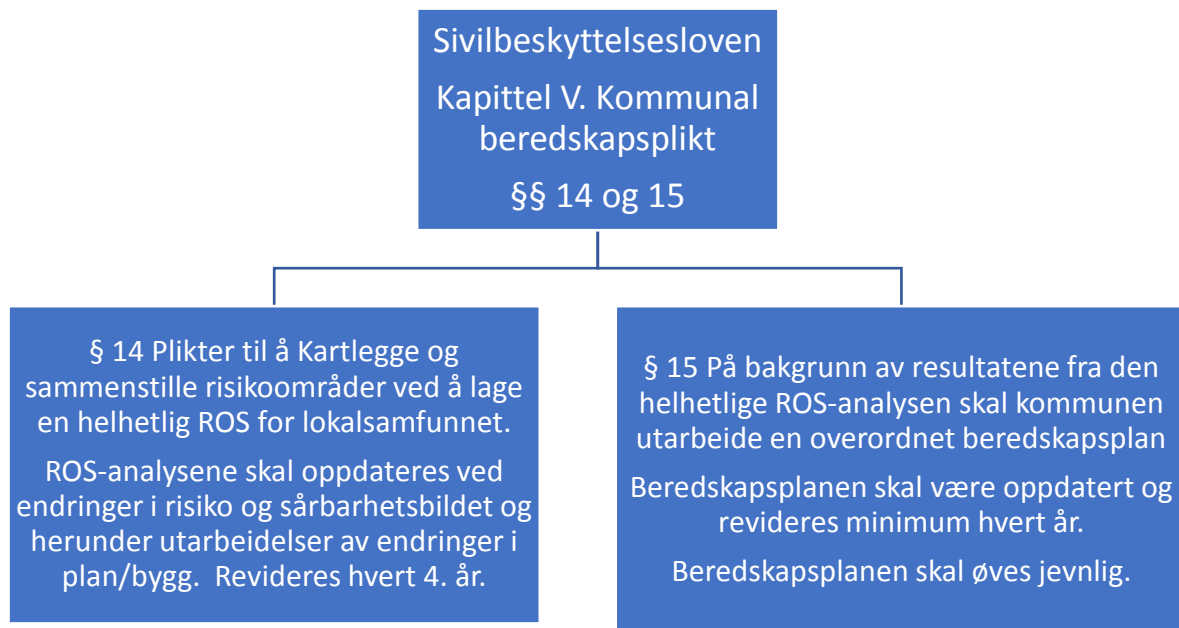 Sivilbeskyttelsesloven
Kapittel V. Kommunal
beredskapsplikt
§§ 14 og 15
§ 14 Plikter til å Kartlegge og
sammenstille risikoområder ved å lage
en helhetlig ROS for lokalsamfunnet.
ROS-analysene skal oppdateres ved
endringer i risiko og sårbarhetsbildet og
herunder utarbeidelser av endringer i
plan/bygg.  Revideres hvert 4. år.
§ 15 På bakgrunn av resultatene fra den
helhetlige ROS-analysen skal kommunen
utarbeide en overordnet beredskapsplan
Beredskapsplanen skal være oppdatert og
revideres minimum hvert år.
Beredskapsplanen skal øves jevnlig.